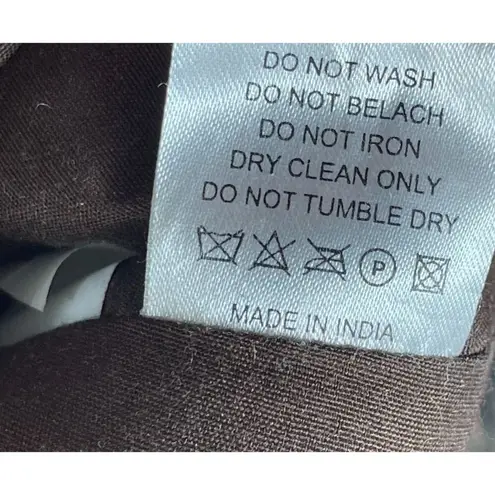 DO NOT WASH
DO NOT BELACH
DO NOT IRON
DRY CLEAN ONLY
DO NOT TUMBLE DRY
P
MADE IN INDIA